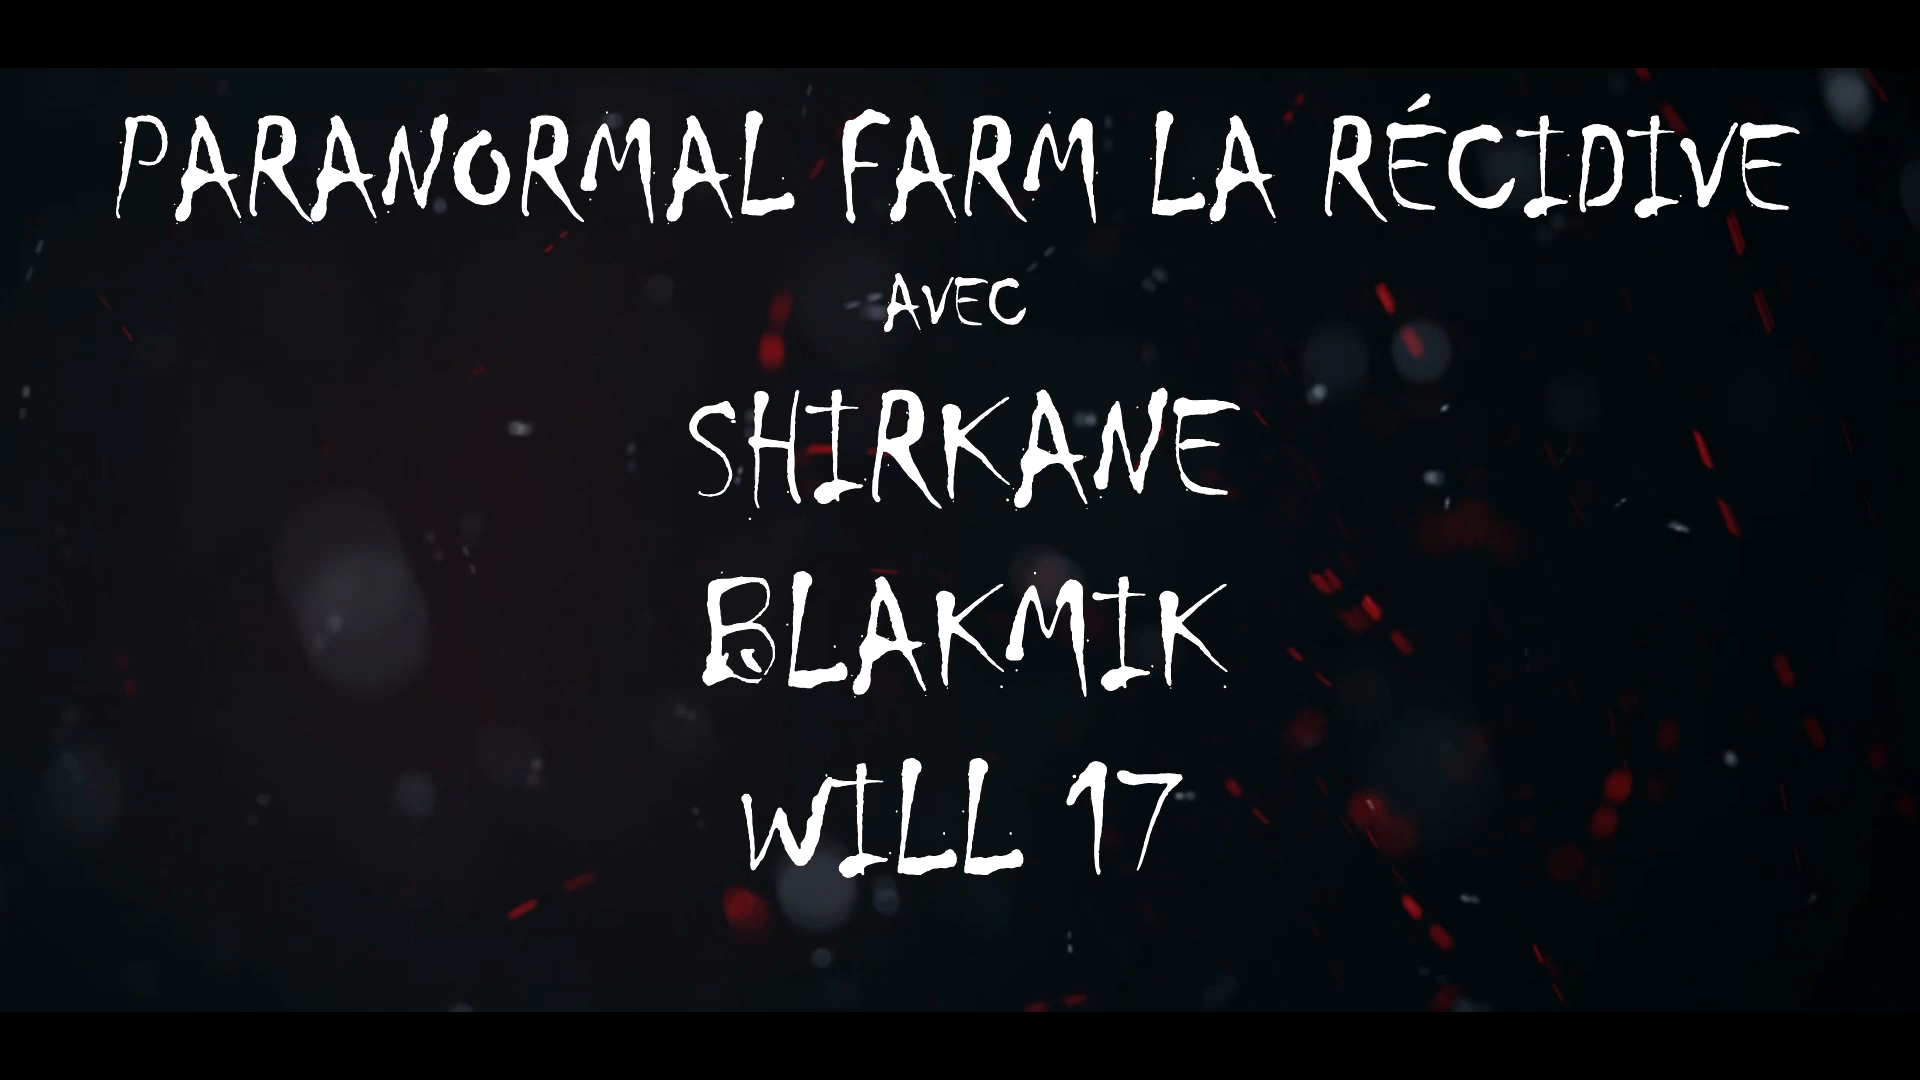 PARANORMAL FARM LA RÉCIDIVE
AVEC
SHIRKANE
BLAKMIK
WILL 17